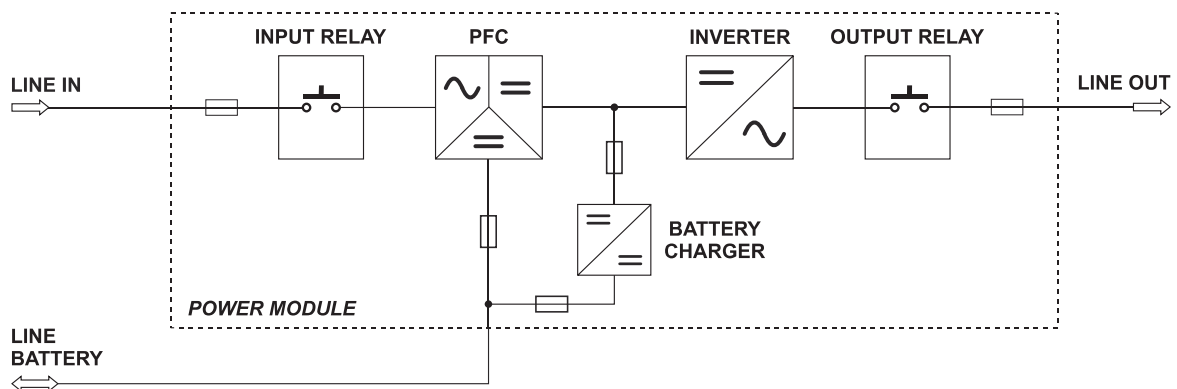 INPUT RELAY
PFC
INVERTER
OUTPUT RELAY
LINE IN
LINE OUT
BATTERY
CHARGER
POWER MODULE
LINE
BATTERY